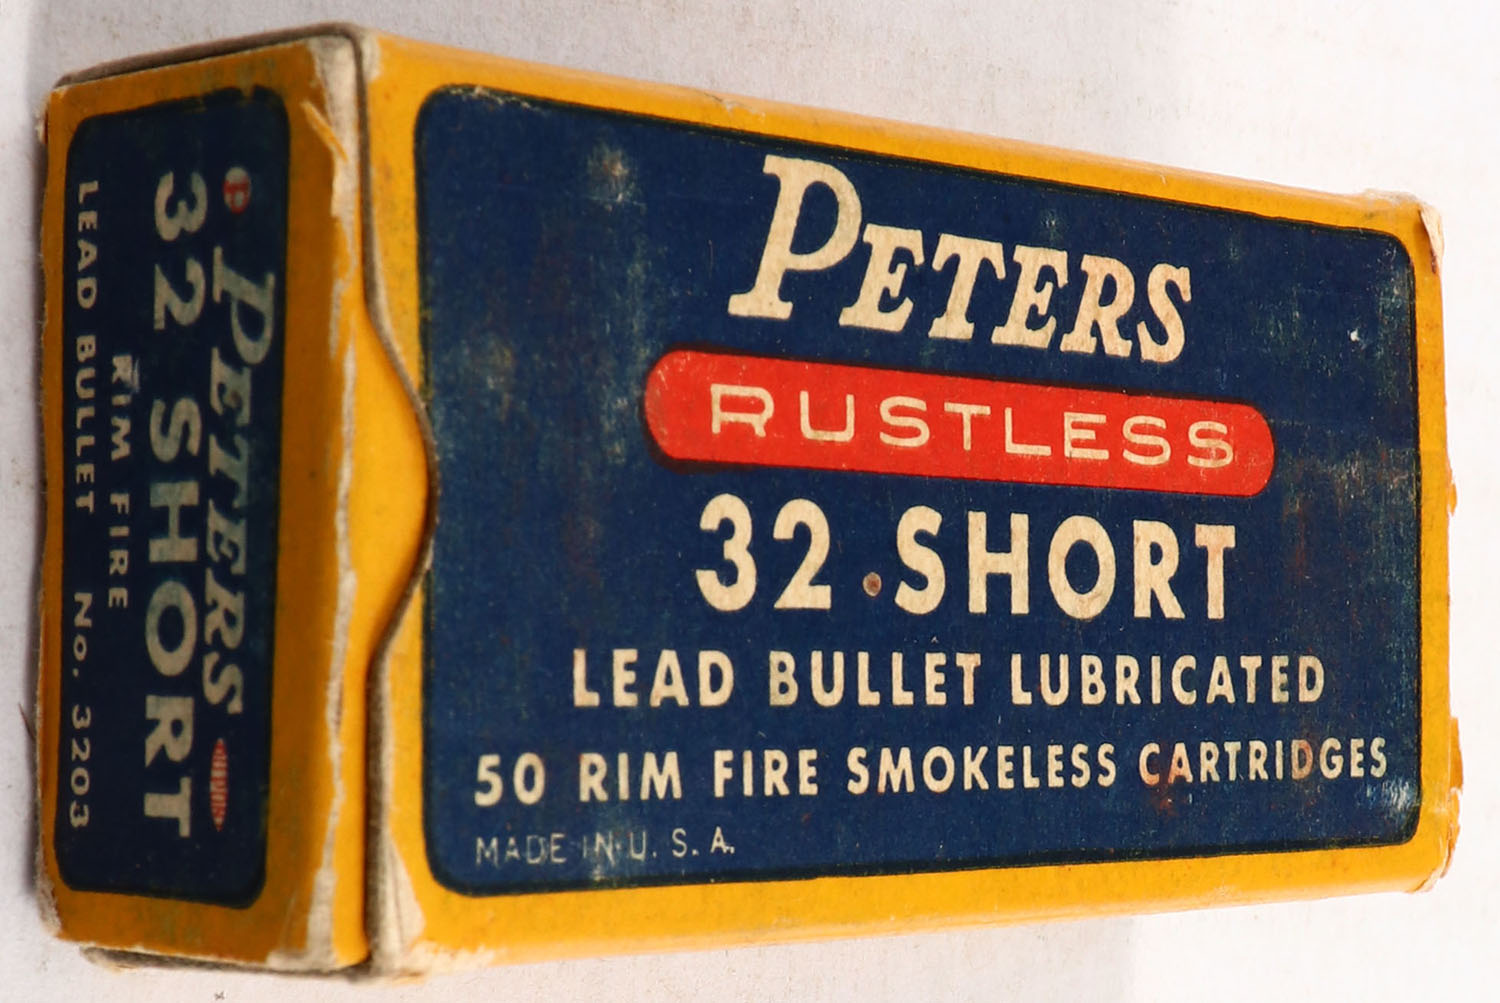 PETERS
RUSTLESS
32 SHORT
LEAD BULLET LUBRICATED
50 RIM FIRE SMOKELESS CARTRIDGES
MADE IN U. S. A.
PETERS
32 SHORT
RIM FIRE
LEAD BULLET No. 3203